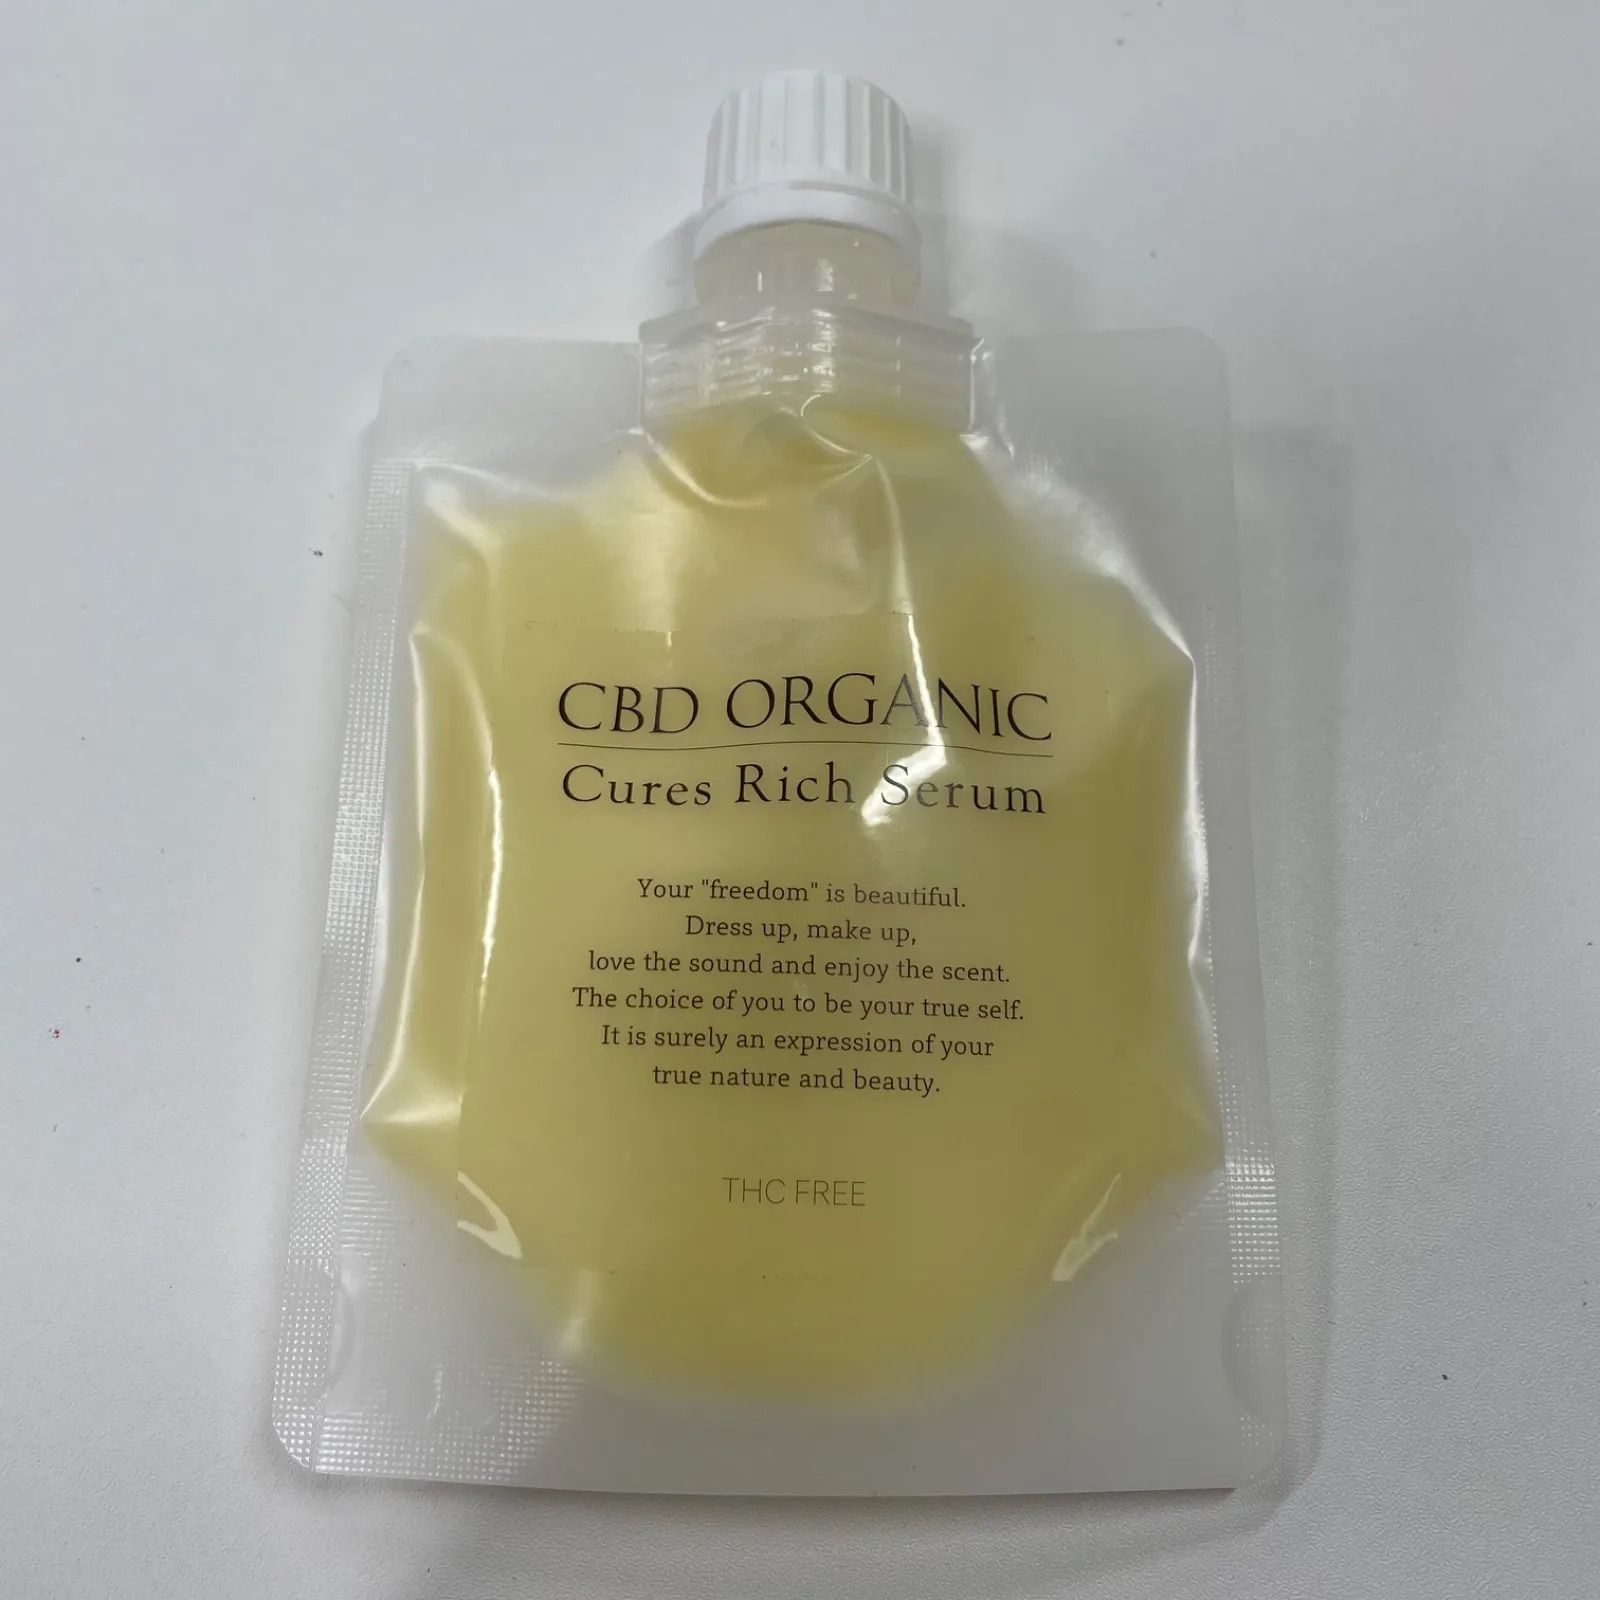 CBD ORGANIC
Cures Rich Serum
Your "freedom" is beautiful.
Dress up, make up,
love the sound and enjoy the scent.
The choice of you to be your true self.
It is surely an expression of your
true nature and beauty.
THC FREE